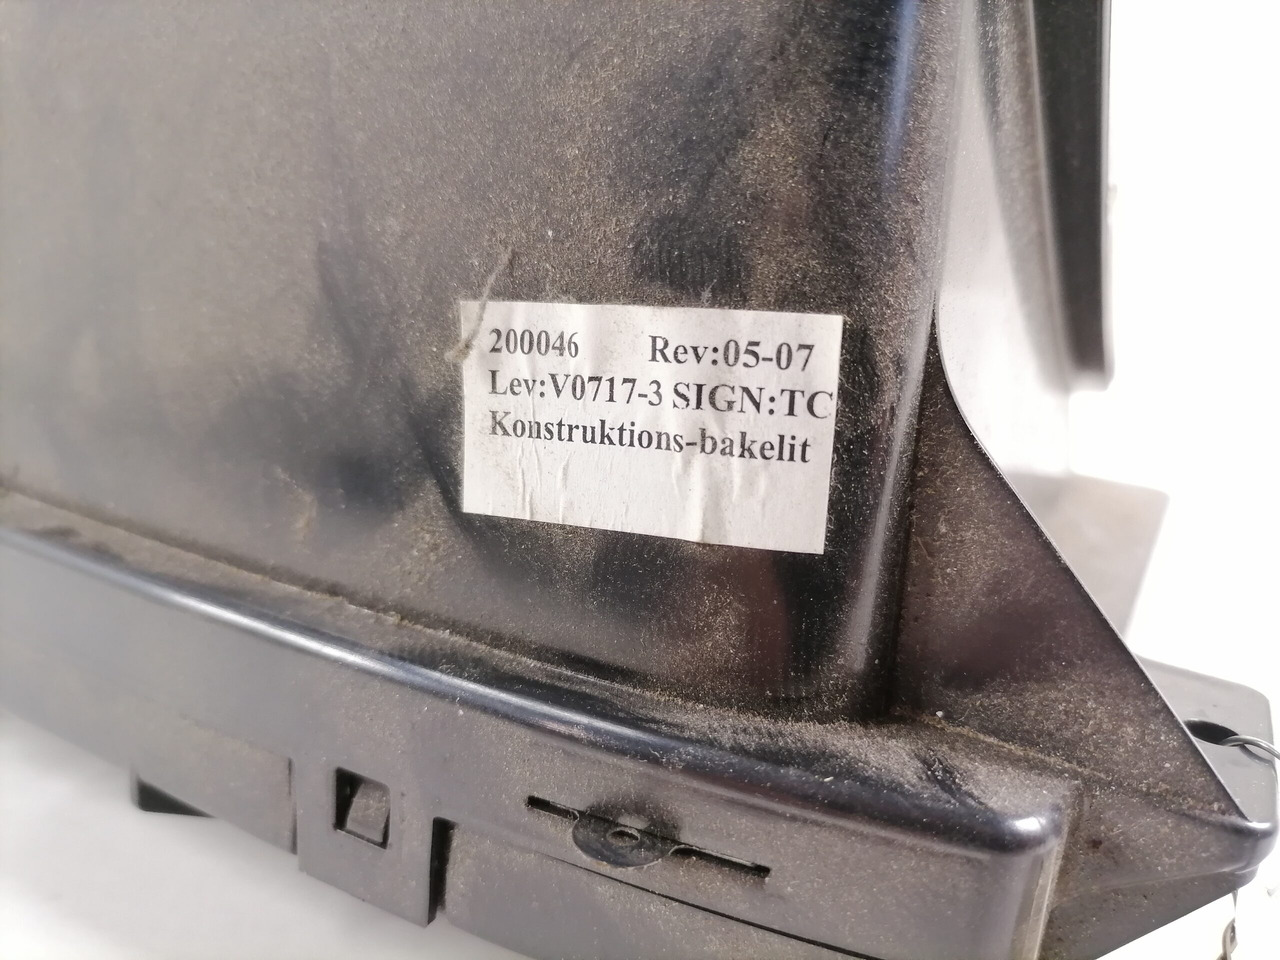 200046 Rev:05-07
Lev:V0717-3 SIGN:TC
Konstruktions-bakelit